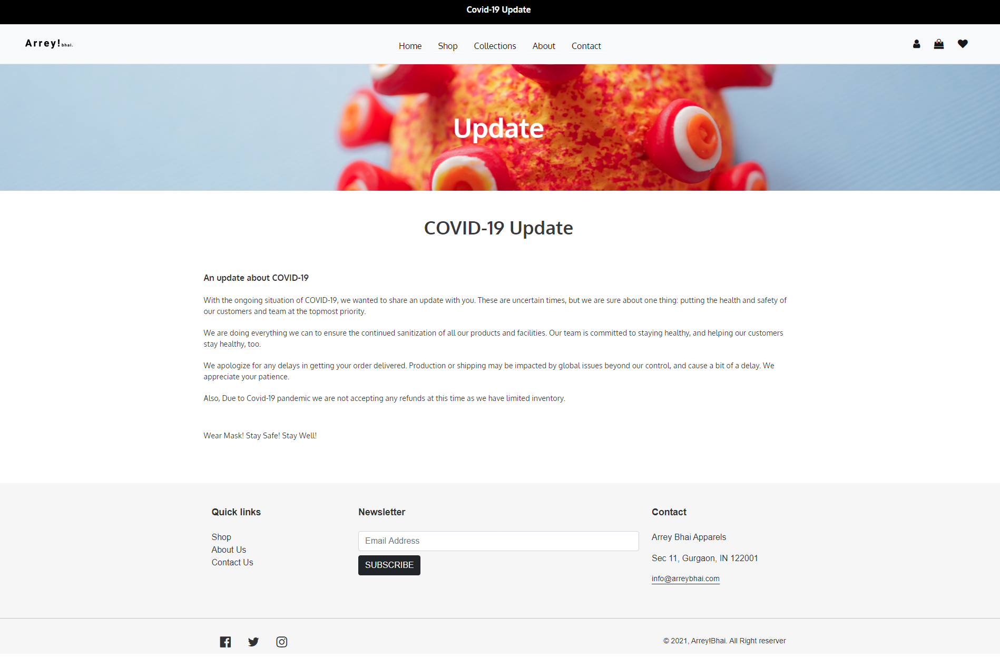 Covid-19 Update
Arrey!bhai.
Home Shop Collections About Contact
Update
COVID-19 Update
An update about COVID-19
With the ongoing situation of COVID-19, we wanted to share an update with you. These are uncertain times, but we are sure about one thing: putting the health and safety of
our customers and team at the topmost priority.
We are doing everything we can to ensure the continued sanitization of all our products and facilities. Our team is committed to staying healthy, and helping our customers
stay healthy, too.
We apologize for any delays in getting your order delivered. Production or shipping may be impacted by global issues beyond our control, and cause a bit of a delay. We
appreciate your patience.
Also, Due to Covid-19 pandemic we are not accepting any refunds at this time as we have limited inventory.
Wear Mask! Stay Safe! Stay Well!
Quick links
Shop
About Us
Contact Us
Newsletter
Email Address
SUBSCRIBE
Contact
Arrey Bhai Apparels
Sec 11, Gurgaon, IN 122001
info@arreybhai.com
© 2021, Arrey!Bhai. All Right reserver